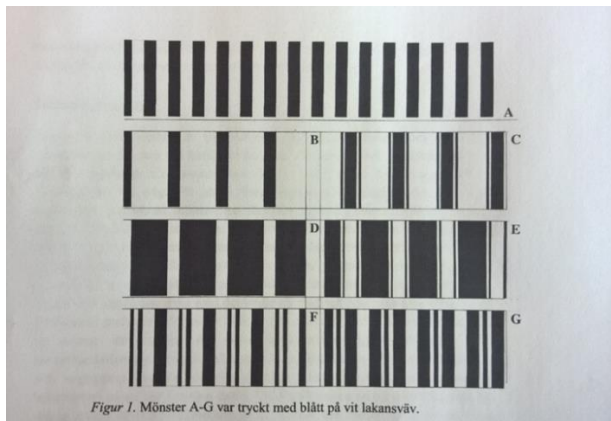 A
B
C
D
E
F
G
Figur 1. Mönster A-G var tryckt med blått på vit lakansväv.